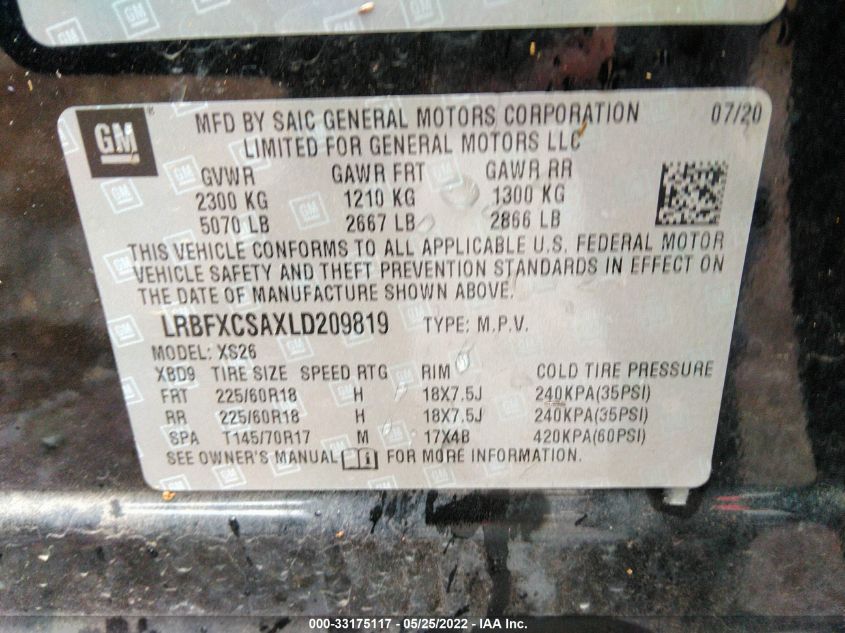 GM
MFD BY SAIC GENERAL MOTORS CORPORATION 07/20
LIMITED FOR GENERAL MOTORS LLC
GVWR GAWR FRT GAWR RR
2300 KG 1210 KG 1300 KG
5070 LB 2667 LB 2866 LB
THIS VEHICLE CONFORMS TO ALL APPLICABLE U.S. FEDERAL MOTOR
VEHICLE SAFETY AND THEFT PREVENTION STANDARDS IN EFFECT ON
THE DATE OF MANUFACTURE SHOWN ABOVE.
LRBFXCSAXLD209819 TYPE: M.P.V.
MODEL: XS26
XBD9 TIRE SIZE SPEED RTG RIM COLD TIRE PRESSURE
FRT 225/60R18 H 18X7.5J 240KPA(35PSI)
RR 225/60R18 H 18X7.5J 240KPA(35PSI)
SPA T145/70R17 M 17X4B 420KPA(60PSI)
SEE OWNER'S MANUAL FOR MORE INFORMATION.
000-33175117 - 05/25/2022 - IAA Inc.